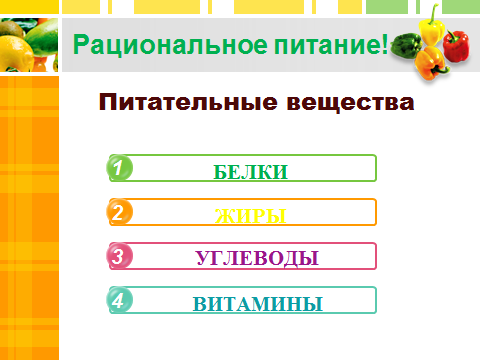 Рациональное питание!
Питательные вещества
1 БЕЛКИ
2 ЖИРЫ
3 УГЛЕВОДЫ
4 ВИТАМИНЫ